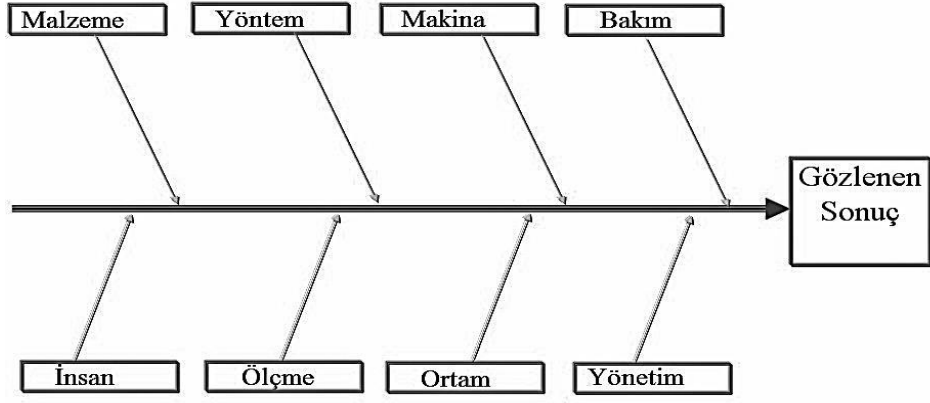 Malzeme
Yöntem
Makina
Bakım
Gözlenen
Sonuç
İnsan
Ölçme
Ortam
Yönetim